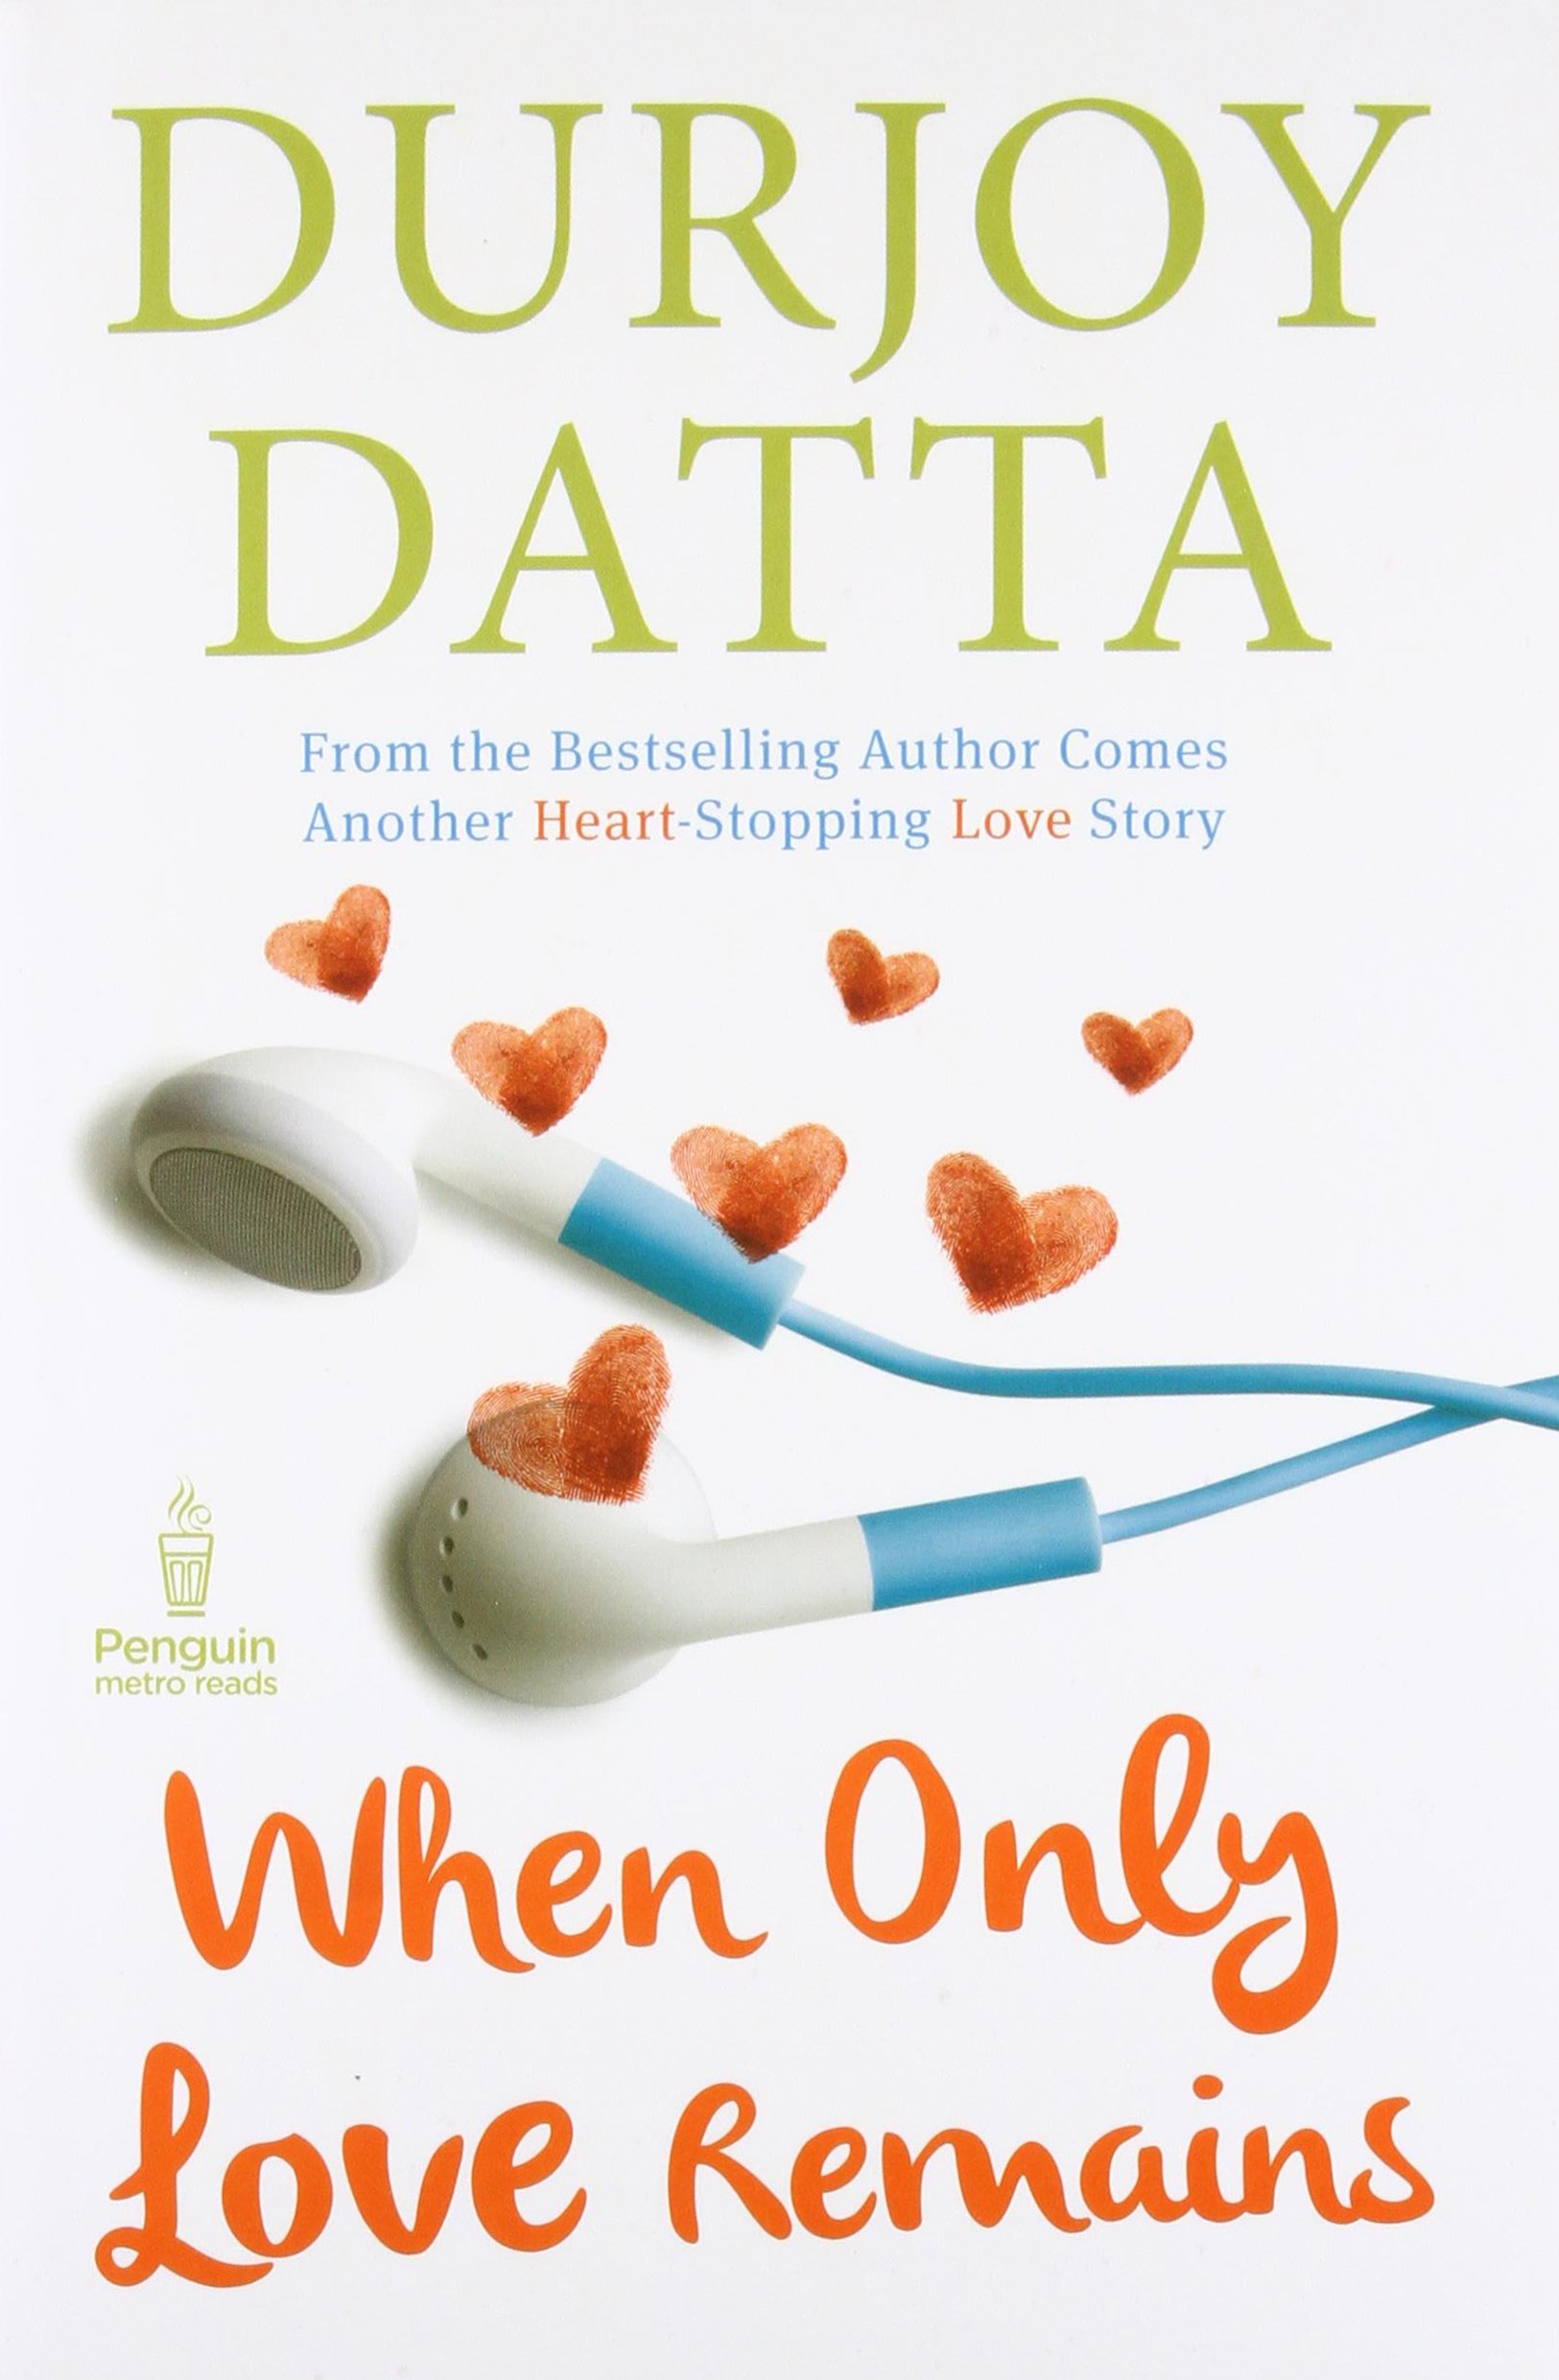 DURJOY
DATTA
From the Bestselling Author Comes
Another Heart-Stopping Love Story
Penguin
metro reads
When Only
Love Remains